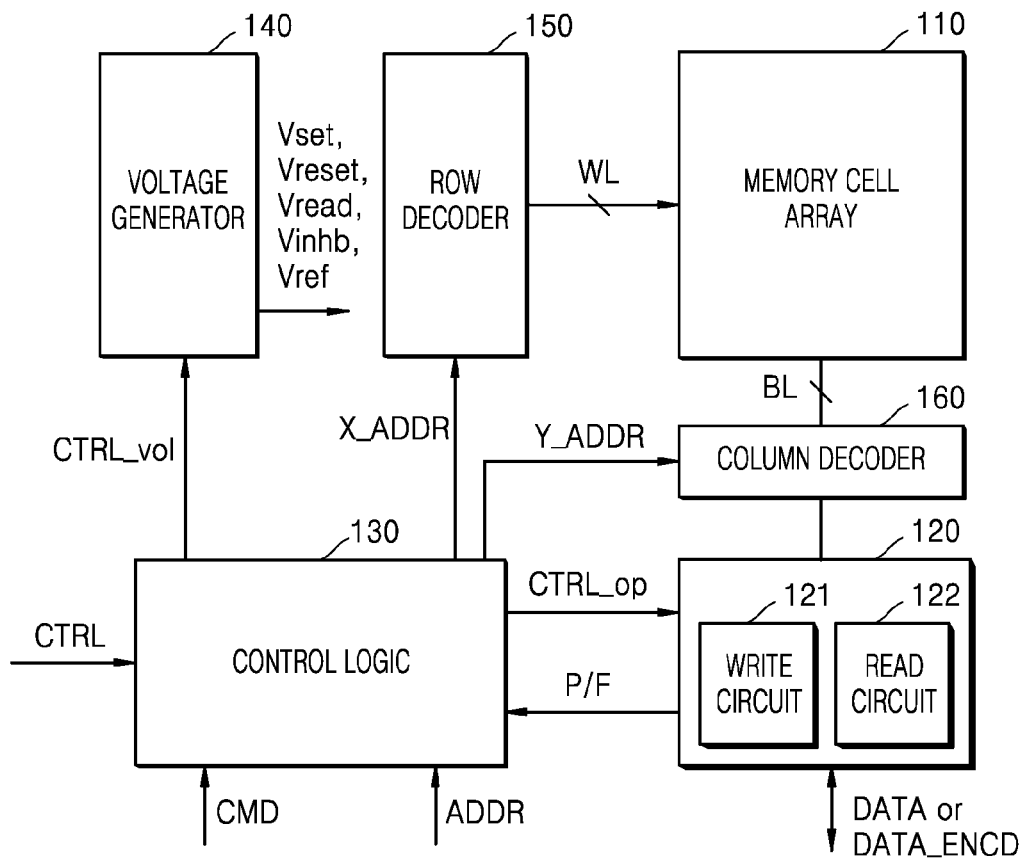 140
150
110
VOLTAGE
GENERATOR
Vset,
Vreset,
Vread,
Vinhb,
Vref
ROW
DECODER
WL
MEMORY CELL
ARRAY
BL
160
CTRL_vol
X_ADDR
Y_ADDR
COLUMN DECODER
130
120
CTRL
CONTROL LOGIC
CTRL_op
P/F
121
122
WRITE
CIRCUIT
READ
CIRCUIT
CMD
ADDR
DATA or
DATA_ENCD